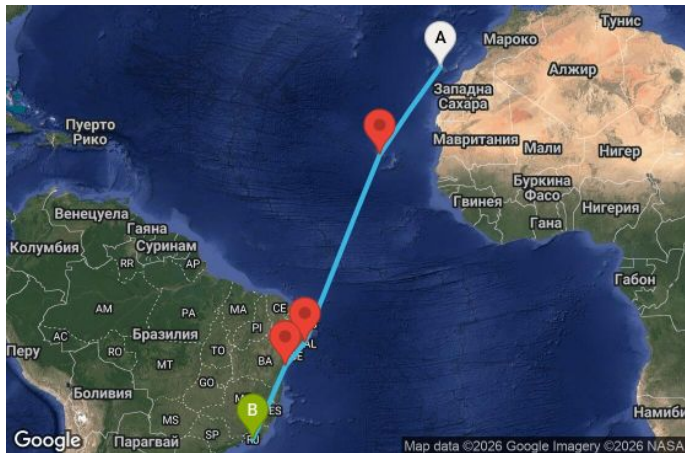 A
Тунис
Мароко
Алжир
Западна
Сахара
Пуерто
Рико
Мавритания
Мали
Нигер
Буркина
Фасо
Гвинея
Нигерия
Гана
Венецуела
Гаяна
Суринам
Колумбия
RR
AP
Габон
AM
PA
MA
CE
PI
AL
AC
Перу
RO
Бразилия
TO
BA
SE
MT
GO
Боливия
ES
MS
B
SP
RJ
Намиби
Парагвай
Google
Map data ©2026 Google Imagery ©2026 NASA